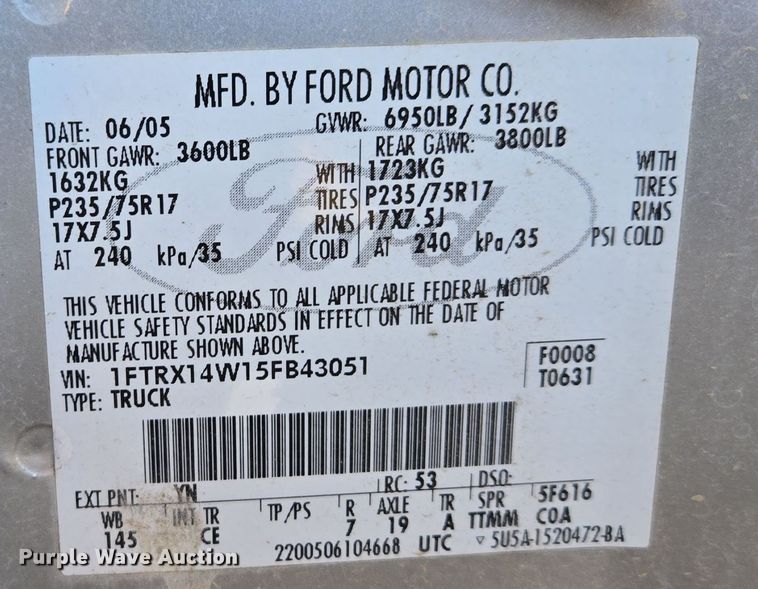 MFD. BY FORD MOTOR CO.
DATE: 06/05 GVWR: 6950LB/ 3152KG
FRONT GAWR: 3600LB REAR GAWR: 3800LB
1632KG WITH 1723KG WITH
P235/75R17 TIRES P235/75R17 TIRES
17X7.5J RIMS 17X7.5J RIMS
AT 240 kPa/35 PSI COLD AT 240 kPa/35 PSI COLD
Ford
THIS VEHICLE CONFORMS TO ALL APPLICABLE FEDERAL MOTOR
VEHICLE SAFETY STANDARDS IN EFFECT ON THE DATE OF
MANUFACTURE SHOWN ABOVE.
VIN: 1FTRX14W15FB43051 F0008
TYPE: TRUCK T0631
EXT PNT: YN RC: 53 DSO:
WB INT TR TP/PS R AXLE TR SPR 5F616
145 CE 7 19 A TTMM COA
2200506104668 UTC ▽ 5U5A-1520472-BA
Purple Wave Auction